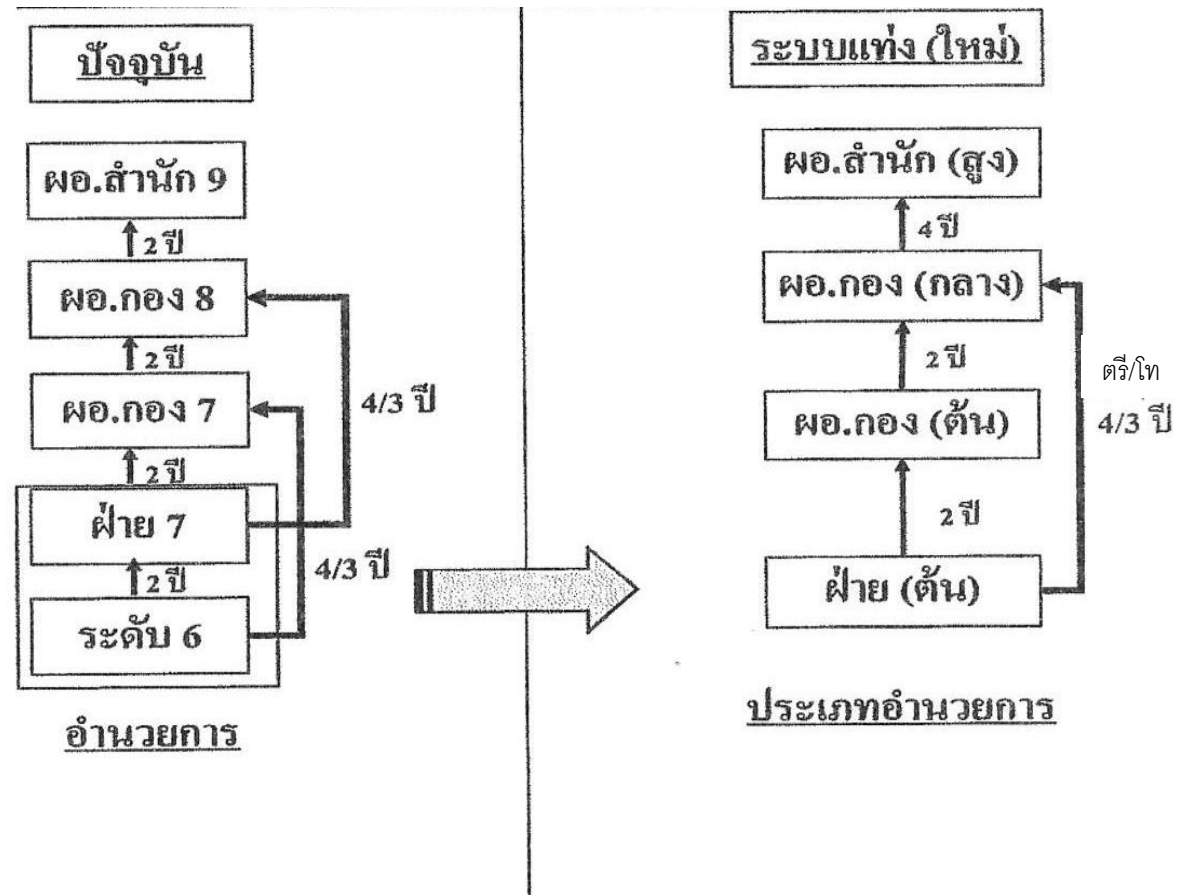 ปัจจุบัน
ผอ.สำนัก 9
2 ปี
ผอ.กอง 8
2 ปี
ผอ.กอง 7
4/3 ปี
2 ปี
ฝ่าย 7
2 ปี
4/3 ปี
ระดับ 6
อำนวยการ
ระบบแท่ง (ใหม่)
ผอ.สำนัก (สูง)
4 ปี
ผอ.กอง (กลาง)
2 ปี
ตรี/โท
4/3 ปี
ผอ.กอง (ต้น)
2 ปี
ฝ่าย (ต้น)
ประเภทอำนวยการ